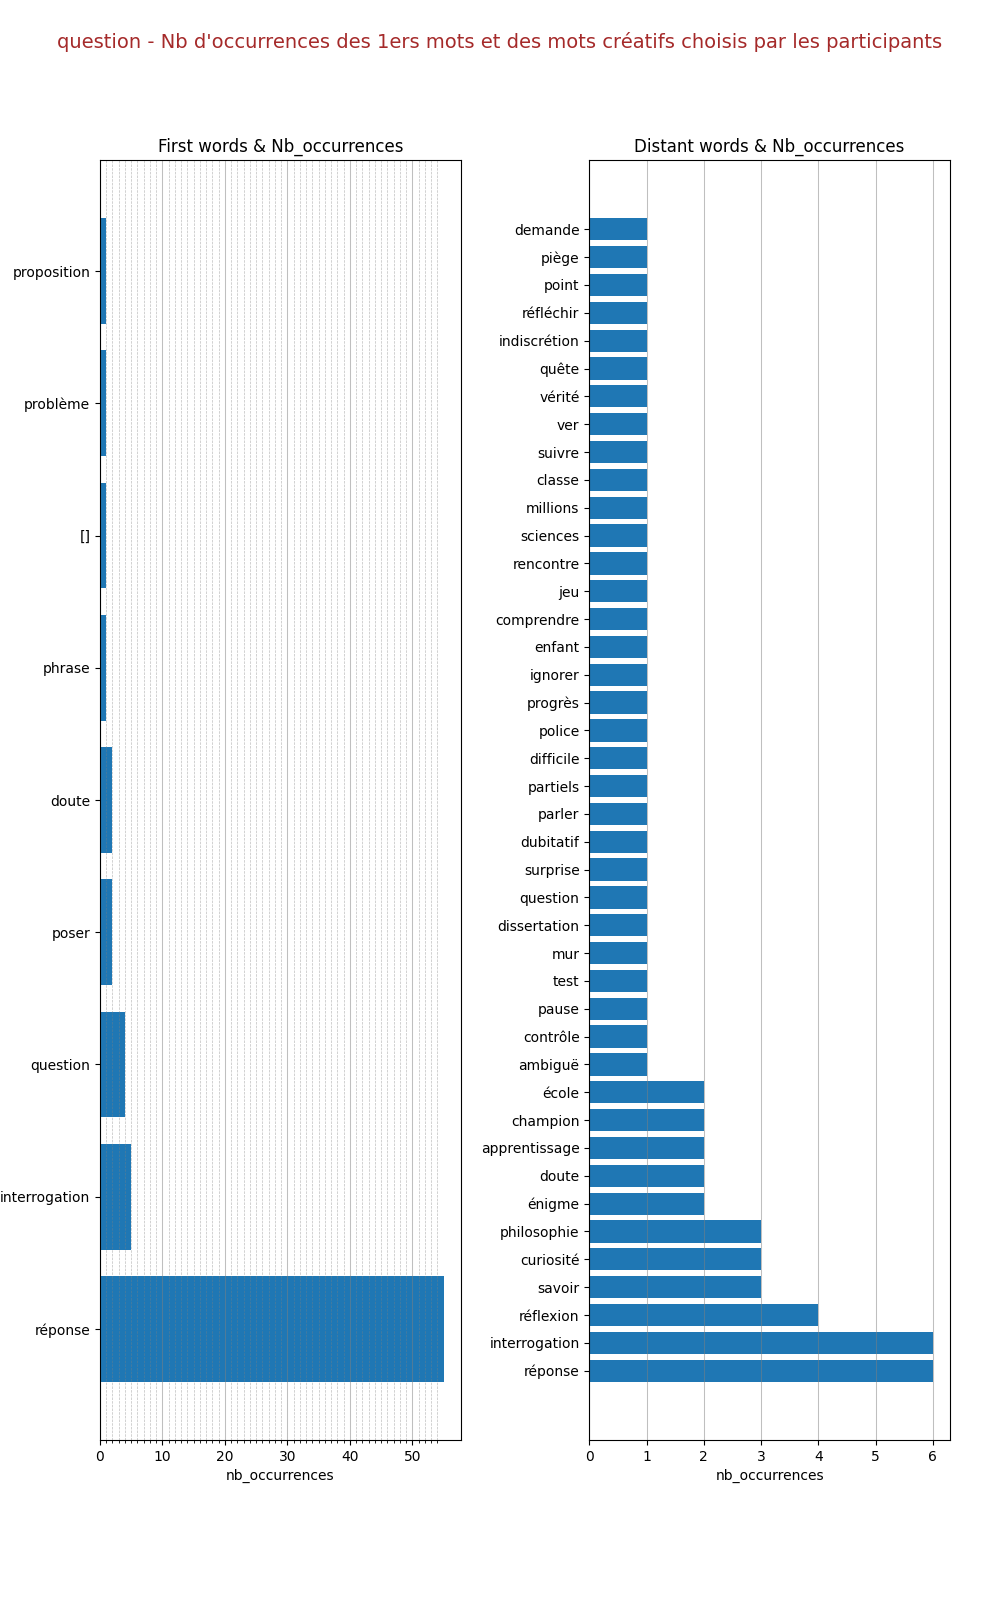 question - Nb d'occurrences des 1ers mots et des mots créatifs choisis par les participants
First words & Nb_occurrences
proposition
problème
[]
phrase
doute
poser
question
interrogation
réponse
0 10 20 30 40 50
nb_occurrences
Distant words & Nb_occurrences
demande
piège
point
réfléchir
indiscrétion
quête
vérité
ver
suivre
classe
millions
sciences
rencontre
jeu
comprendre
enfant
ignorer
progrès
police
difficile
partiels
parler
dubitatif
surprise
question
dissertation
mur
test
pause
contrôle
ambiguë
école
champion
apprentissage
doute
énigme
philosophie
curiosité
savoir
réflexion
interrogation
réponse
0 1 2 3 4 5 6
nb_occurrences